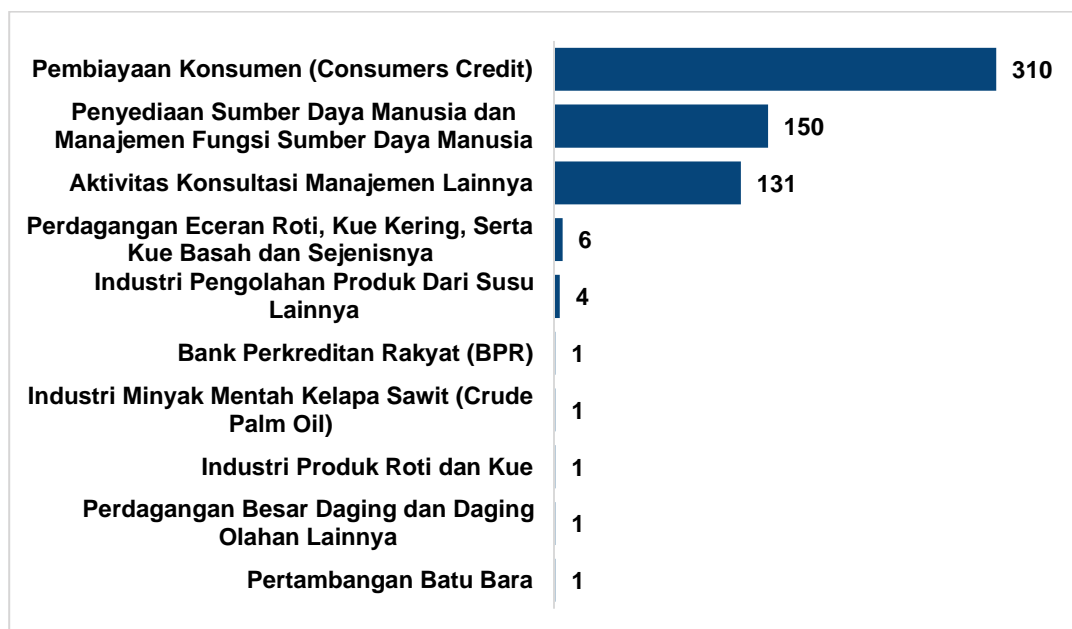 Pembiayaan Konsumen (Consumers Credit)
310
Penyediaan Sumber Daya Manusia dan
Manajemen Fungsi Sumber Daya Manusia
150
Aktivitas Konsultasi Manajemen Lainnya
131
Perdagangan Eceran Roti, Kue Kering, Serta
Kue Basah dan Sejenisnya
6
Industri Pengolahan Produk Dari Susu
Lainnya
4
Bank Perkreditan Rakyat (BPR)
1
Industri Minyak Mentah Kelapa Sawit (Crude
Palm Oil)
1
Industri Produk Roti dan Kue
1
Perdagangan Besar Daging dan Daging
Olahan Lainnya
1
Pertambangan Batu Bara
1